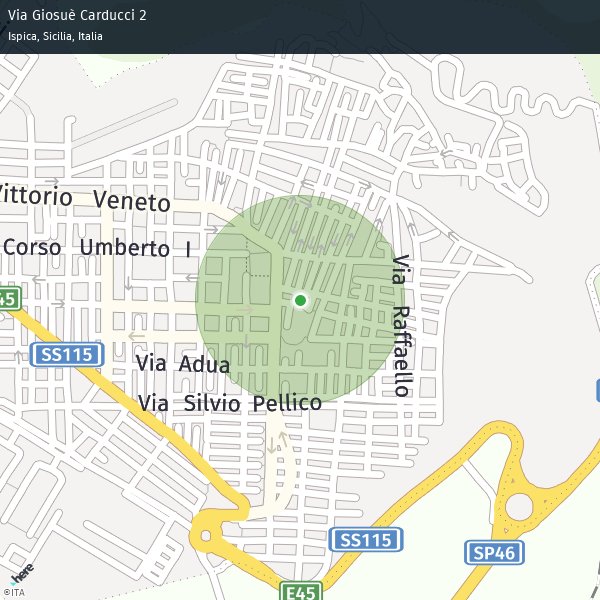 Via Giosuè Carducci 2
Ispica, Sicilia, Italia
Vittorio Veneto
Corso Umberto I
Via Raffaello
45
SS115
Via Adua
Via Silvio Pellico
SS115
SP46
here
E45
©ITA